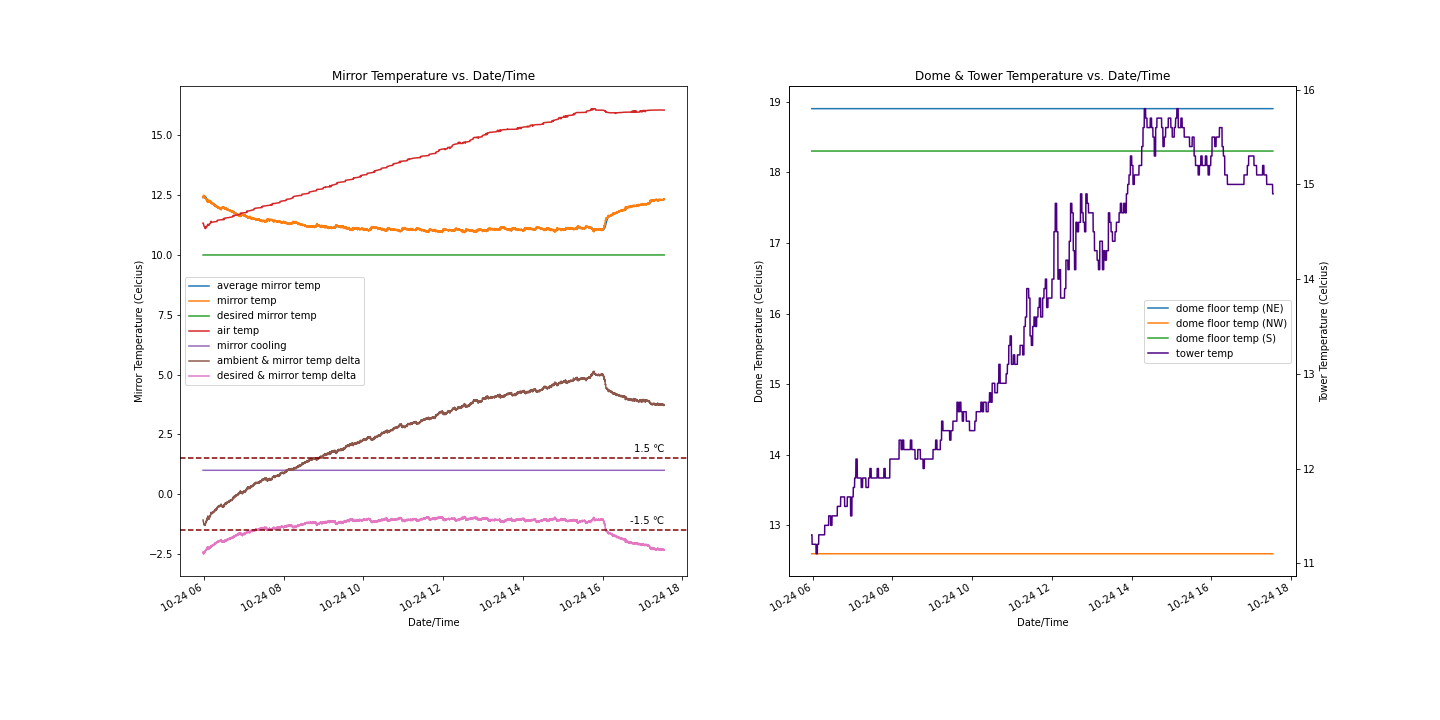 Mirror Temperature vs. Date/Time
Mirror Temperature (Celcius)
15.0
12.5
10.0
7.5
5.0
2.5
0.0
−2.5
average mirror temp
mirror temp
desired mirror temp
air temp
mirror cooling
ambient & mirror temp delta
desired & mirror temp delta
1.5 °C
-1.5 °C
10-24 06
10-24 08
10-24 10
10-24 12
10-24 14
10-24 16
10-24 18
Date/Time
Dome & Tower Temperature vs. Date/Time
Dome Temperature (Celcius)
19
18
17
16
15
14
13
dome floor temp (NE)
dome floor temp (NW)
dome floor temp (S)
tower temp
16
15
14
13
12
11
Tower Temperature (Celcius)
10-24 06
10-24 08
10-24 10
10-24 12
10-24 14
10-24 16
10-24 18
Date/Time